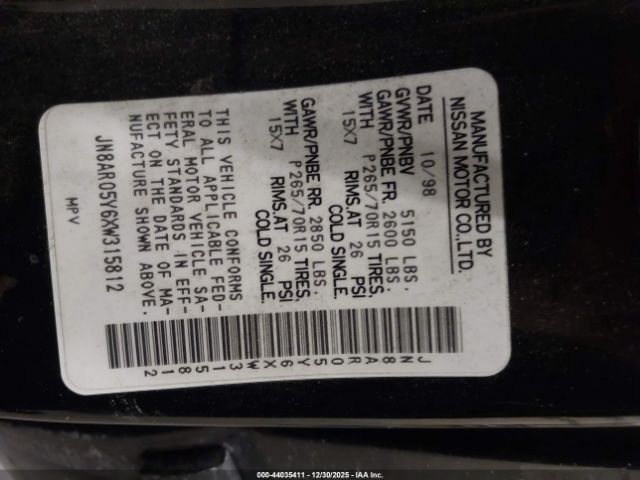 MANUFACTURED BY
NISSAN MOTOR CO.,LTD.
DATE 10/98
GVWR/PNBV 5150 LBS.
GAWR/PNBE FR. 2600 LBS.
WITH P265/70R15 TIRES,
15X7 RIMS.AT 26 PSI
COLD SINGLE.
GAWR/PNBE RR. 2850 LBS.
WITH P265/70R15 TIRES,
15X7 RIMS.AT 26 PSI
COLD SINGLE.
THIS VEHICLE CONFORMS
TO ALL APPLICABLE FED-
ERAL MOTOR VEHICLE SA-
FETY STANDARDS IN EFF-
ECT ON THE DATE OF MA-
NUFACTURE SHOWN ABOVE.
JN8AR05Y6XW315812
MPV
JN8AR05Y6XW315812
000-44035411 - 12/30/2025 - IAA Inc.